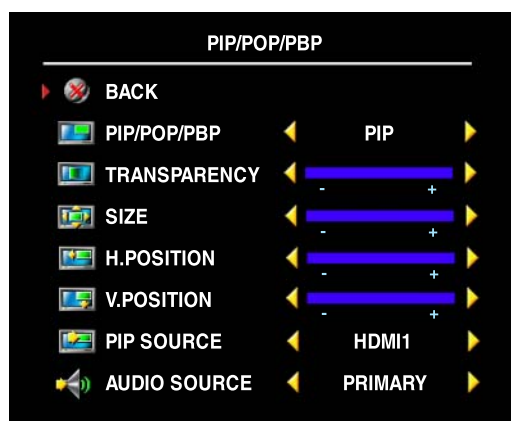 PIP/POP/PBP
BACK
PIP/POP/PBP PIP
TRANSPARENCY - +
SIZE - +
H.POSITION - +
V.POSITION - +
PIP SOURCE HDMI1
AUDIO SOURCE PRIMARY